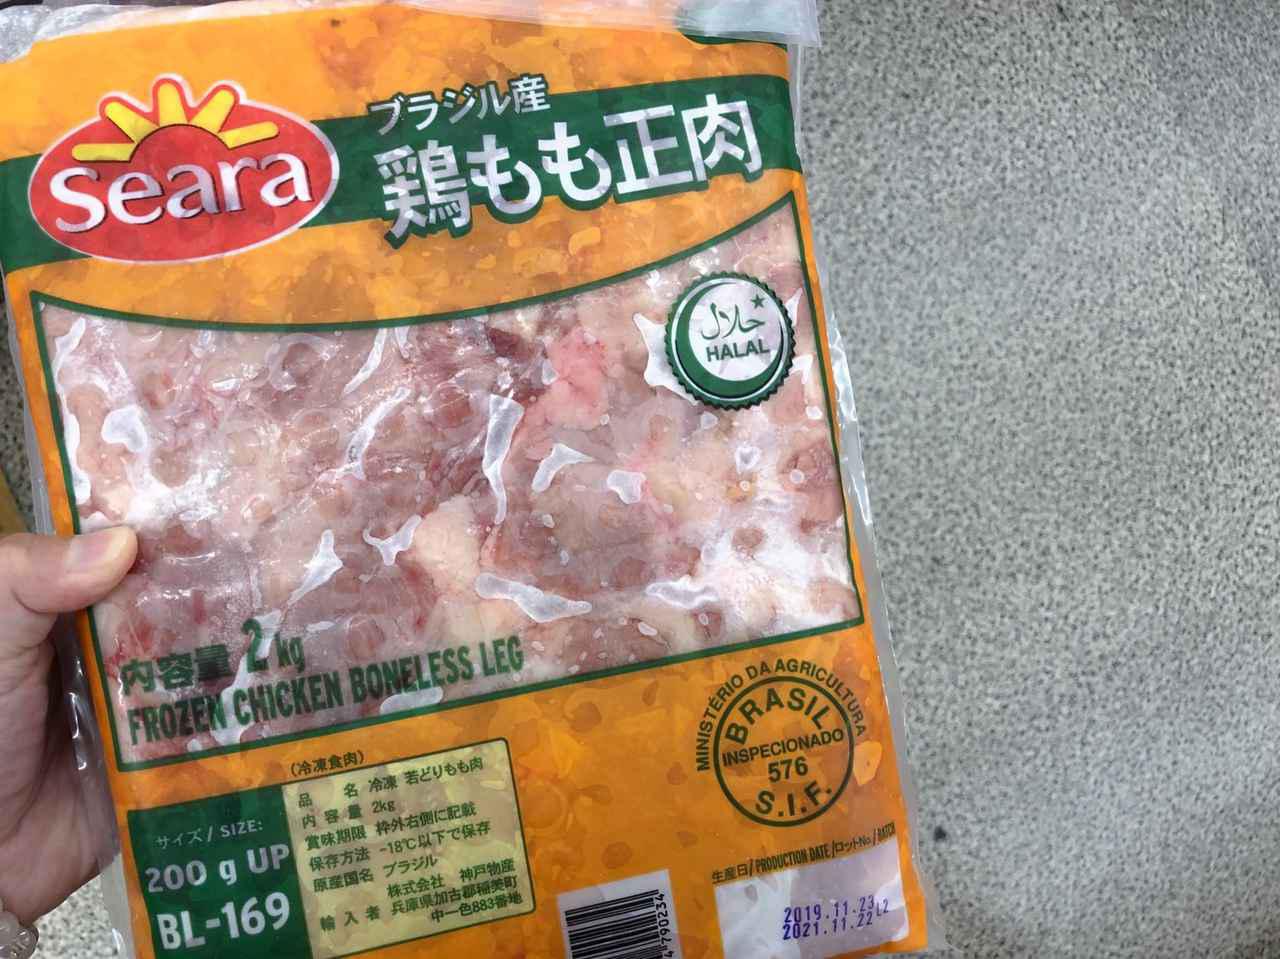 Seara
ブラジル産
鶏もも正肉
حلال
HALAL
内容量 2kg
FROZEN CHICKEN BONELESS LEG
MINISTÉRIO DA AGRICULTURA
BRASIL
INSPECIONADO
576
S.I.F.
(冷凍食肉)
品 名 冷凍 若どりもも肉
内容量 2kg
賞味期限 枠外右側に記載
保存方法 -18℃以下で保存
原産国名 ブラジル
輸入者 株式会社 神戸物産
兵庫県加古郡稲美町
中一色883番地
サイズ/ SIZE:
200 g UP
BL-169
生産日/ PRODUCTION DATE /ロットNo./ BATCH
2019.11.23
2021.11.22 L2
4790234